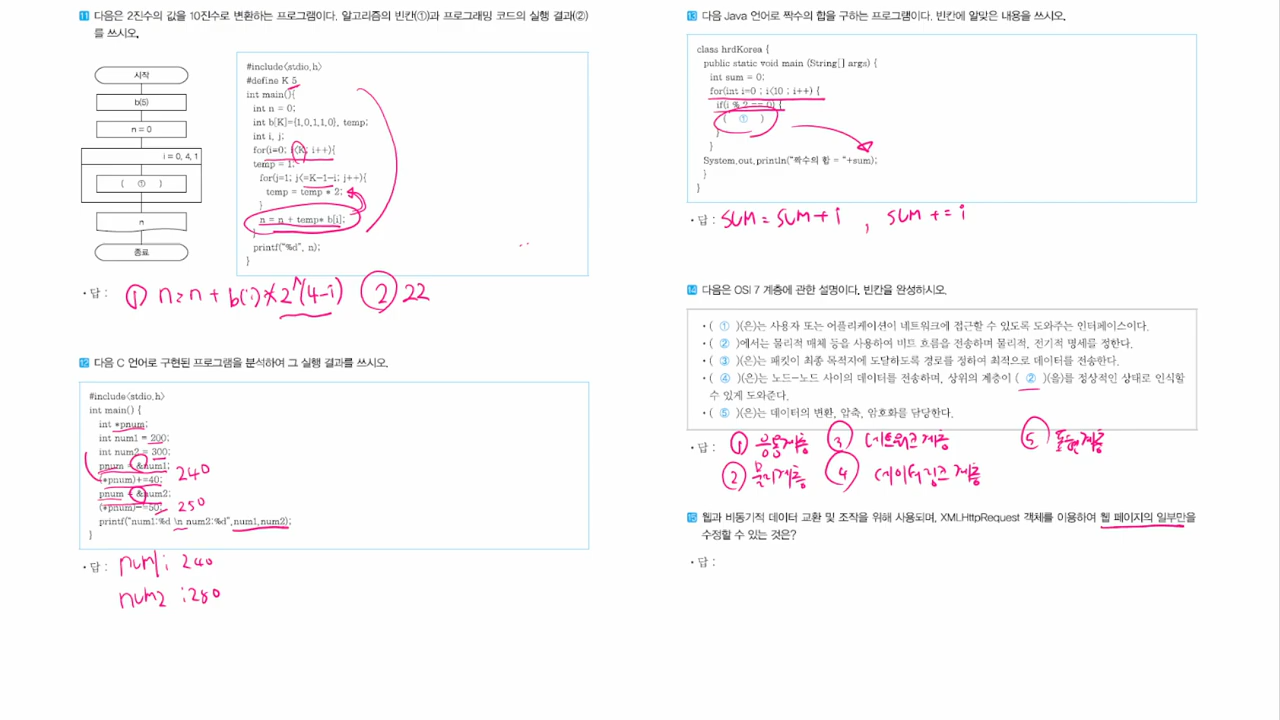 11 다음은 2진수의 값을 10진수로 변환하는 프로그램이다. 알고리즘의 빈칸(①)과 프로그래밍 코드의 실행 결과(②)
를 쓰시오.
시작
b(5)
n = 0
i = 0, 4, 1
( ① )
n
종료
#include<stdio.h>
#define K 5
int main(){
int n = 0;
int b[K]={1,0,1,1,0}, temp;
int i, j;
for(i=0; i<K; i++){
temp = 1;
for(j=1; j<=K-1-i; j++){
temp = temp * 2;
}
n = n + temp* b[i];
}
printf("%d", n);
}
• 답 : ① n = n + b(i) * 2^(4-i) ② 22
12 다음 C 언어로 구현된 프로그램을 분석하여 그 실행 결과를 쓰시오.
#include<stdio.h>
int main() {
int *pnum;
int num1 = 200;
int num2 = 300;
pnum = &num1;
(*pnum)+=40; 240
pnum = &num2;
(*pnum)-=50; 250
printf("num1:%d \n num2:%d",num1,num2);
}
• 답 : num1 : 240
num2 : 250
13 다음 Java 언어로 짝수의 합을 구하는 프로그램이다. 빈칸에 알맞은 내용을 쓰시오.
class hrdKorea {
public static void main (String[] args) {
int sum = 0;
for(int i=0 ; i<10 ; i++) {
if(i % 2 == 0) {
( ① )
}
}
System.out.println("짝수의 합 = "+sum);
}
}
• 답 : sum = sum + i , sum += i
14 다음은 OSI 7 계층에 관한 설명이다. 빈칸을 완성하시오.
• ( ① )(은)는 사용자 또는 어플리케이션이 네트워크에 접근할 수 있도록 도와주는 인터페이스이다.
• ( ② )에서는 물리적 매체 등을 사용하여 비트 흐름을 전송하며 물리적, 전기적 명세를 정한다.
• ( ③ )(은)는 패킷이 최종 목적지에 도달하도록 경로를 정하여 최적으로 데이터를 전송한다.
• ( ④ )(은)는 노드-노드 사이의 데이터를 전송하며, 상위의 계층이 ( ② )(을)를 정상적인 상태로 인식할
수 있게 도와준다.
• ( ⑤ )(은)는 데이터의 변환, 압축, 암호화를 담당한다.
• 답 : ① 응용계층 ③ 네트워크 계층 ⑤ 표현계층
② 물리계층 ④ 데이터링크 계층
15 웹과 비동기적 데이터 교환 및 조작을 위해 사용되며, XMLHttpRequest 객체를 이용하여 웹 페이지의 일부만을
수정할 수 있는 것은?
• 답 :